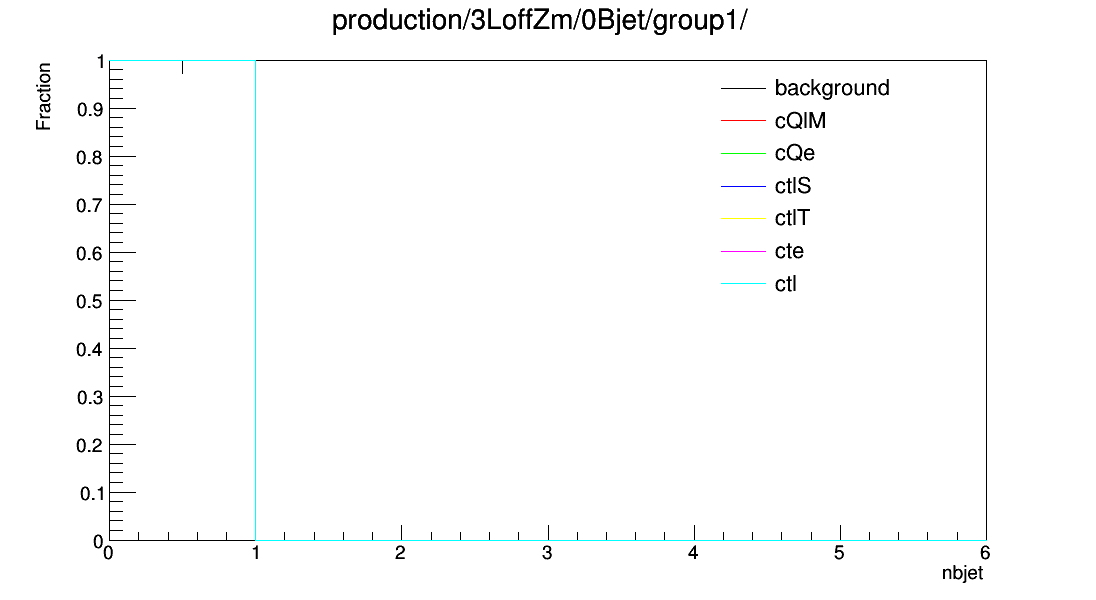 production/3LoffZm/0Bjet/group1/
Fraction
1
0.9
0.8
0.7
0.6
0.5
0.4
0.3
0.2
0.1
0
background
cQlM
cQe
ctlS
ctlT
cte
ctl
0 1 2 3 4 5 6
nbjet